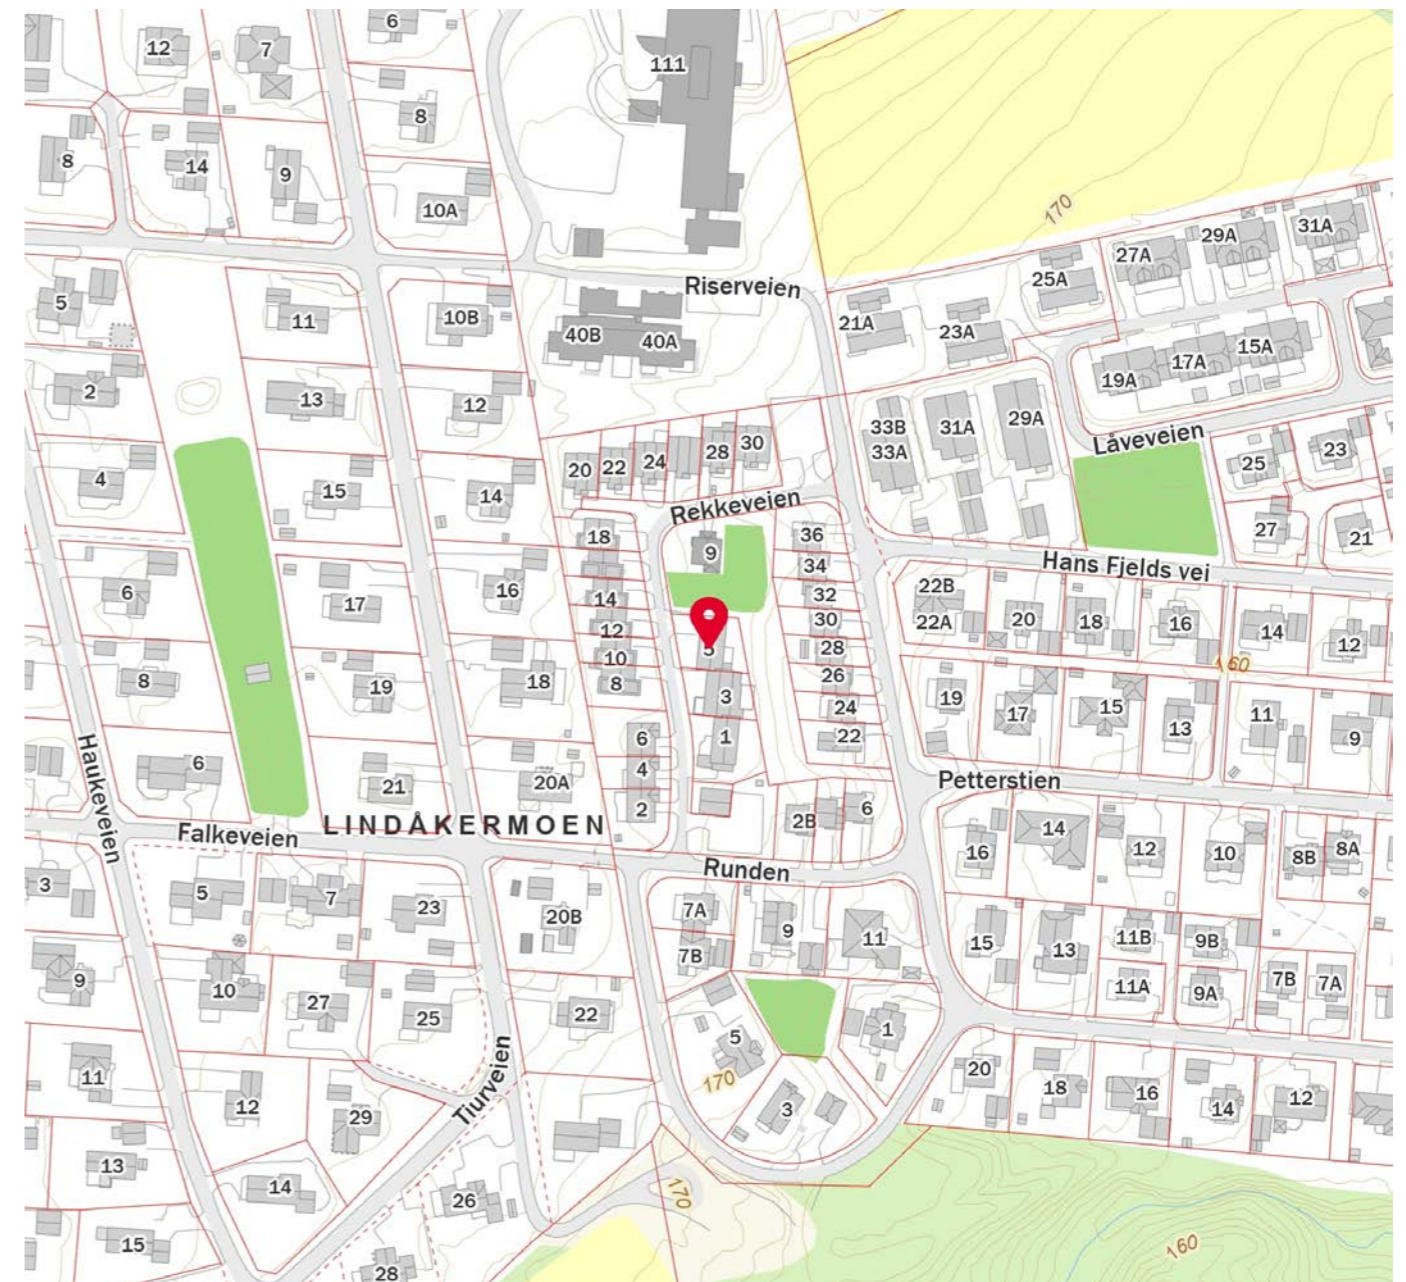 6
12
7
111
8
8
14
9
10A
170
31A
29A
27A
25A
Riserveien
5
11
10B
40B
40A
21A
23A
15A
17A
19A
2
13
12
33B
33A
31A
29A
Låveveien
30
28
24
22
20
4
15
14
25
23
Rekkeveien
18
9
36
27
21
Hans Fjelds vei
34
6
17
16
14
32
22B
22A
20
18
16
14
12
12
30
5
10
28
160
8
19
18
8
26
3
24
19
17
15
13
11
9
6
1
22
Haukeveien
6
21
20A
4
Petterstien
2
2B
6
LINDÅKERMOEN
Falkeveien
16
14
12
10
8B
8A
Runden
3
5
7
23
20B
7A
9
11
15
13
11B
9B
7B
9
10
27
25
22
11A
9A
7B
7A
5
1
11
12
29
Tiurveien
170
3
20
18
16
14
12
13
14
26
170
15
28
160